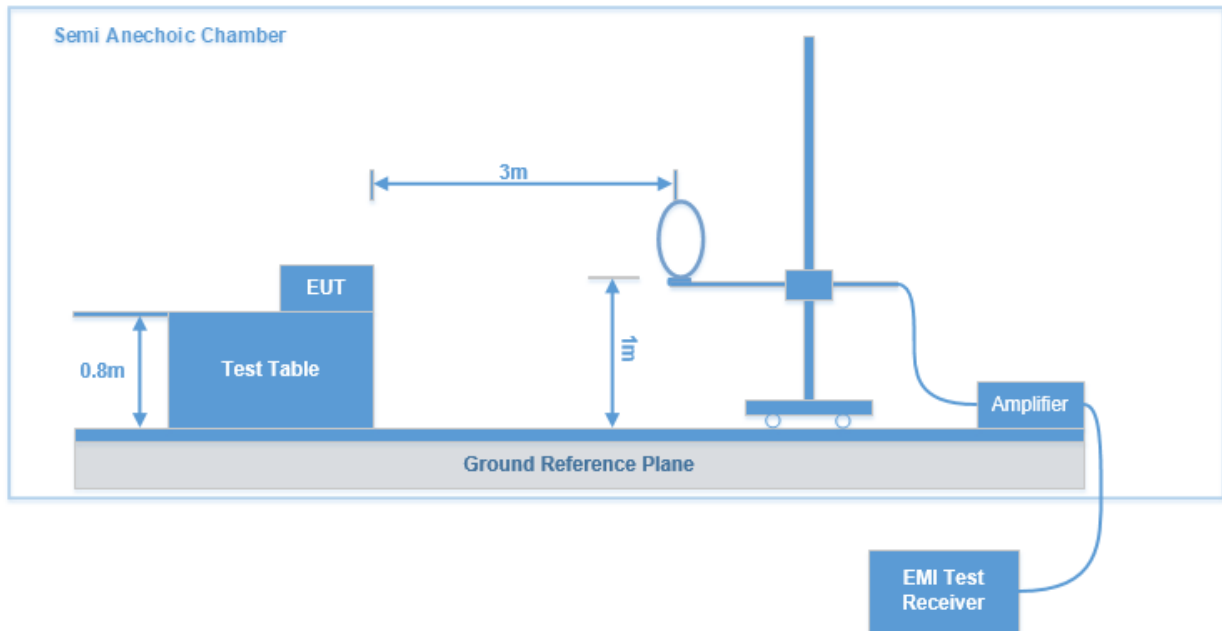 Semi Anechoic Chamber
3m
EUT
0.8m
Test Table
1m
Amplifier
Ground Reference Plane
EMI Test
Receiver